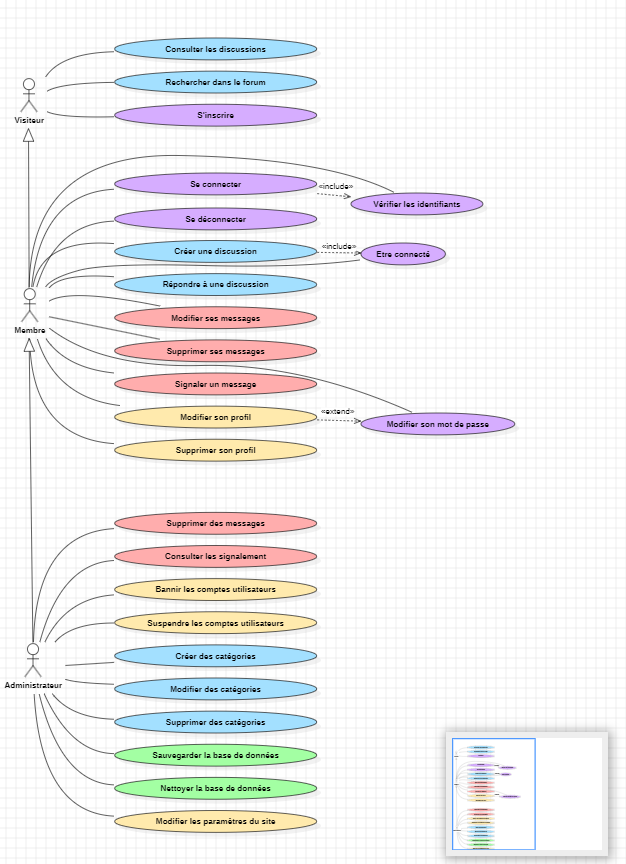 Consulter les discussions
Rechercher dans le forum
S'inscrire
Visiteur
Se connecter
«include»
Vérifier les identifiants
Se déconnecter
Créer une discussion
«include»
Etre connecté
Répondre à une discussion
Modifier ses messages
Membre
Supprimer ses messages
Signaler un message
Modifier son profil
«extend»
Modifier son mot de passe
Supprimer son profil
Supprimer des messages
Consulter les signalement
Bannir les comptes utilisateurs
Suspendre les comptes utilisateurs
Créer des catégories
Administrateur
Modifier des catégories
Supprimer des catégories
Sauvegarder la base de données
Nettoyer la base de données
Modifier les paramètres du site